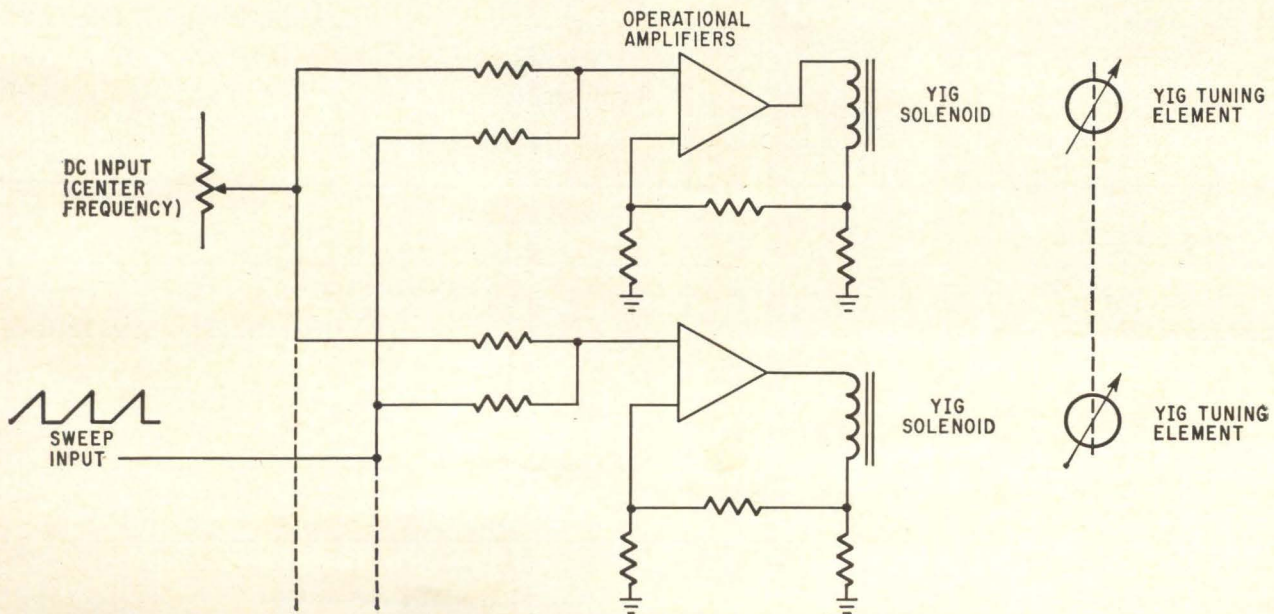 OPERATIONAL
AMPLIFIERS
YIG
SOLENOID
YIG TUNING
ELEMENT
DC INPUT
(CENTER
FREQUENCY)
YIG
SOLENOID
YIG TUNING
ELEMENT
SWEEP
INPUT